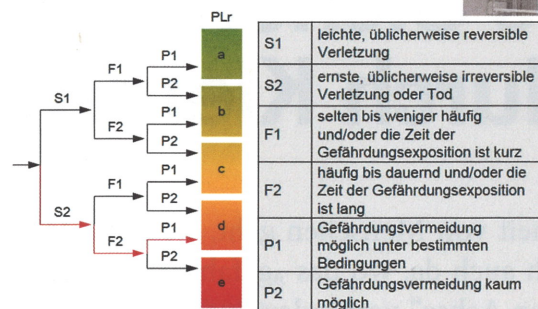 PLr
P1
F1
a
P2
S1
P1
b
F2
P2
P1
c
F1
P2
S2
P1
d
F2
P2
e
S1 leichte, üblicherweise reversible
Verletzung
S2 ernste, üblicherweise irreversible
Verletzung oder Tod
F1 selten bis weniger häufig
und/oder die Zeit der
Gefährdungsexposition ist kurz
F2 häufig bis dauernd und/oder die
Zeit der Gefährdungsexposition
ist lang
P1 Gefährdungsvermeidung
möglich unter bestimmten
Bedingungen
P2 Gefährdungsvermeidung kaum
möglich